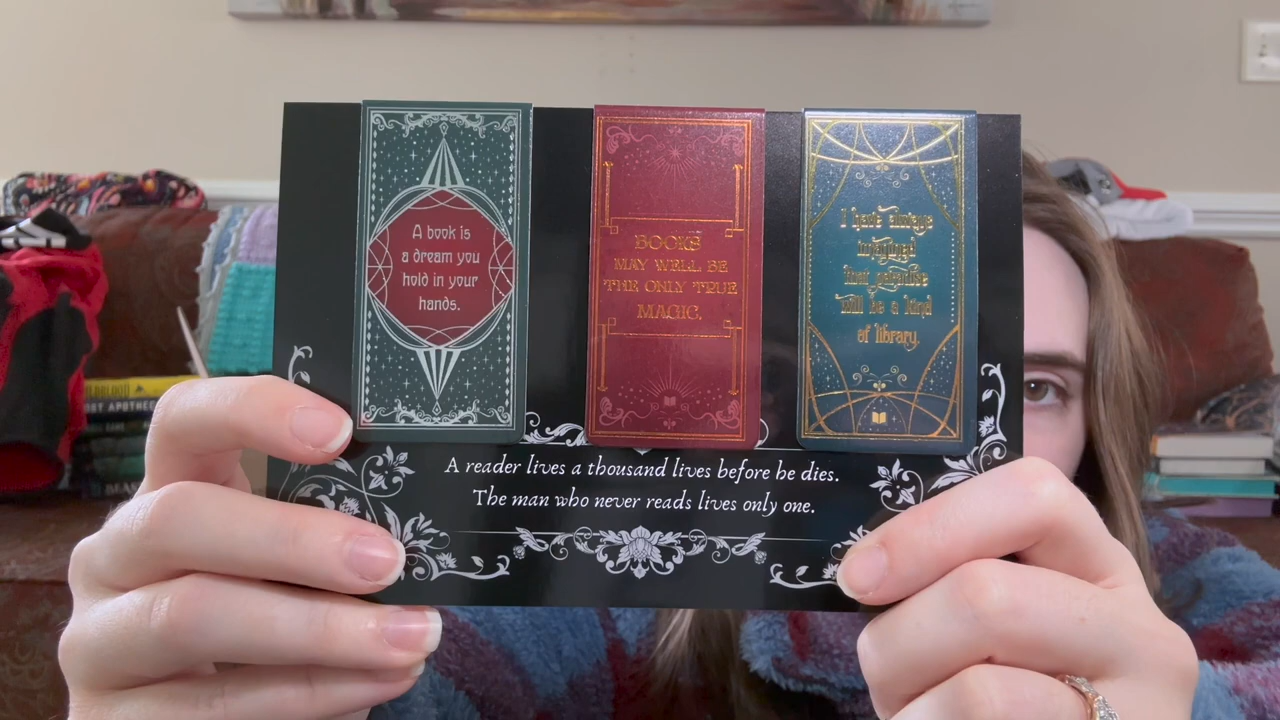 A book is
a dream you
hold in your
hands.
BOOKS
MAY WELL BE
THE ONLY TRUE
MAGIC.
I have always
imagined
that paradise
will be a kind
of library.
A reader lives a thousand lives before he dies.
The man who never reads lives only one.